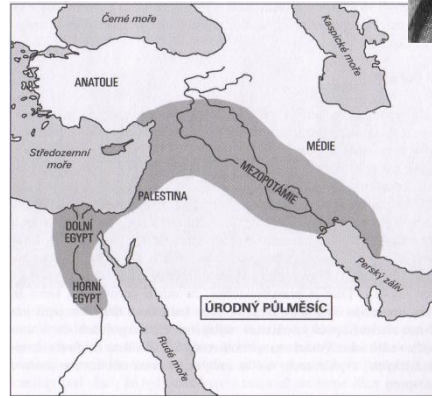 Černé moře
Kaspické moře
ANATOLIE
MÉDIE
Středozemní
moře
MEZOPOTÁMIE
PALESTINA
DOLNÍ
EGYPT
Perský záliv
HORNÍ
EGYPT
ÚRODNÝ PŮLMĚSÍC
Rudé moře